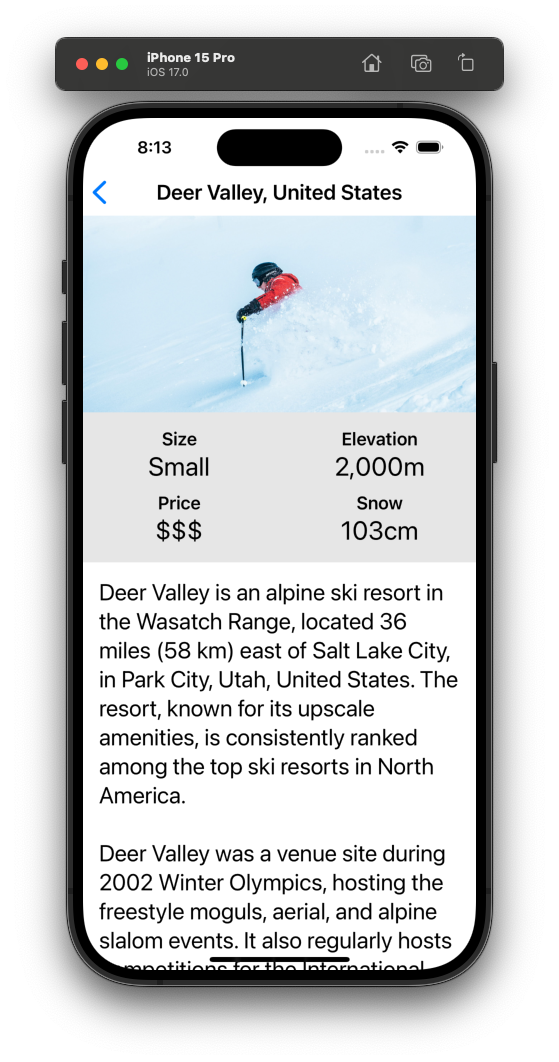 iPhone 15 Pro
iOS 17.0
8:13
Deer Valley, United States
Size Elevation
Small 2,000m
Price Snow
$$$ 103cm
Deer Valley is an alpine ski resort in
the Wasatch Range, located 36
miles (58 km) east of Salt Lake City,
in Park City, Utah, United States. The
resort, known for its upscale
amenities, is consistently ranked
among the top ski resorts in North
America.
Deer Valley was a venue site during
2002 Winter Olympics, hosting the
freestyle moguls, aerial, and alpine
slalom events. It also regularly hosts
for the International